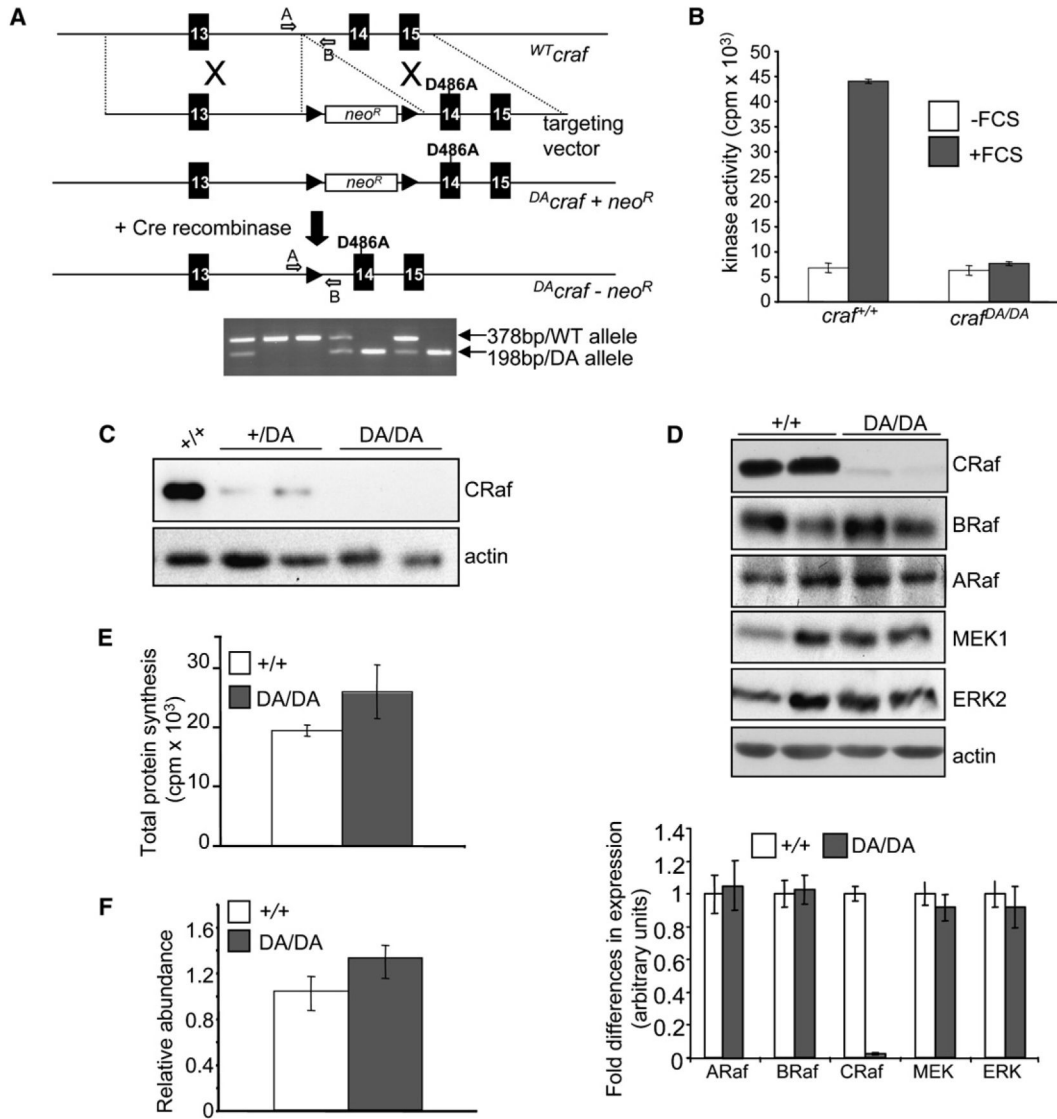 A
13
A
14
15
B
WTcraf
X
X
D486A
13
neoR
14
15
targeting
vector
D486A
13
neoR
14
15
DAcraf + neoR
+ Cre recombinase
D486A
A
13
14
15
B
DAcraf - neoR
378bp/WT allele
198bp/DA allele
B
kinase activity (cpm x 10³)
50
45
40
35
30
25
20
15
10
5
0
-FCS
+FCS
craf+/+
crafDA/DA
C
+/+
+/DA
DA/DA
CRaf
actin
D
+/+
DA/DA
CRaf
BRaf
ARaf
MEK1
ERK2
actin
Fold differences in expression
(arbitrary units)
1.4
1.2
1
0.8
0.6
0.4
0.2
0
+/+
DA/DA
ARaf
BRaf
CRaf
MEK
ERK
E
Total protein synthesis
(cpm x 10³)
30
20
10
0
+/+
DA/DA
F
Relative abundance
1.6
1.2
0.8
0.4
0
+/+
DA/DA